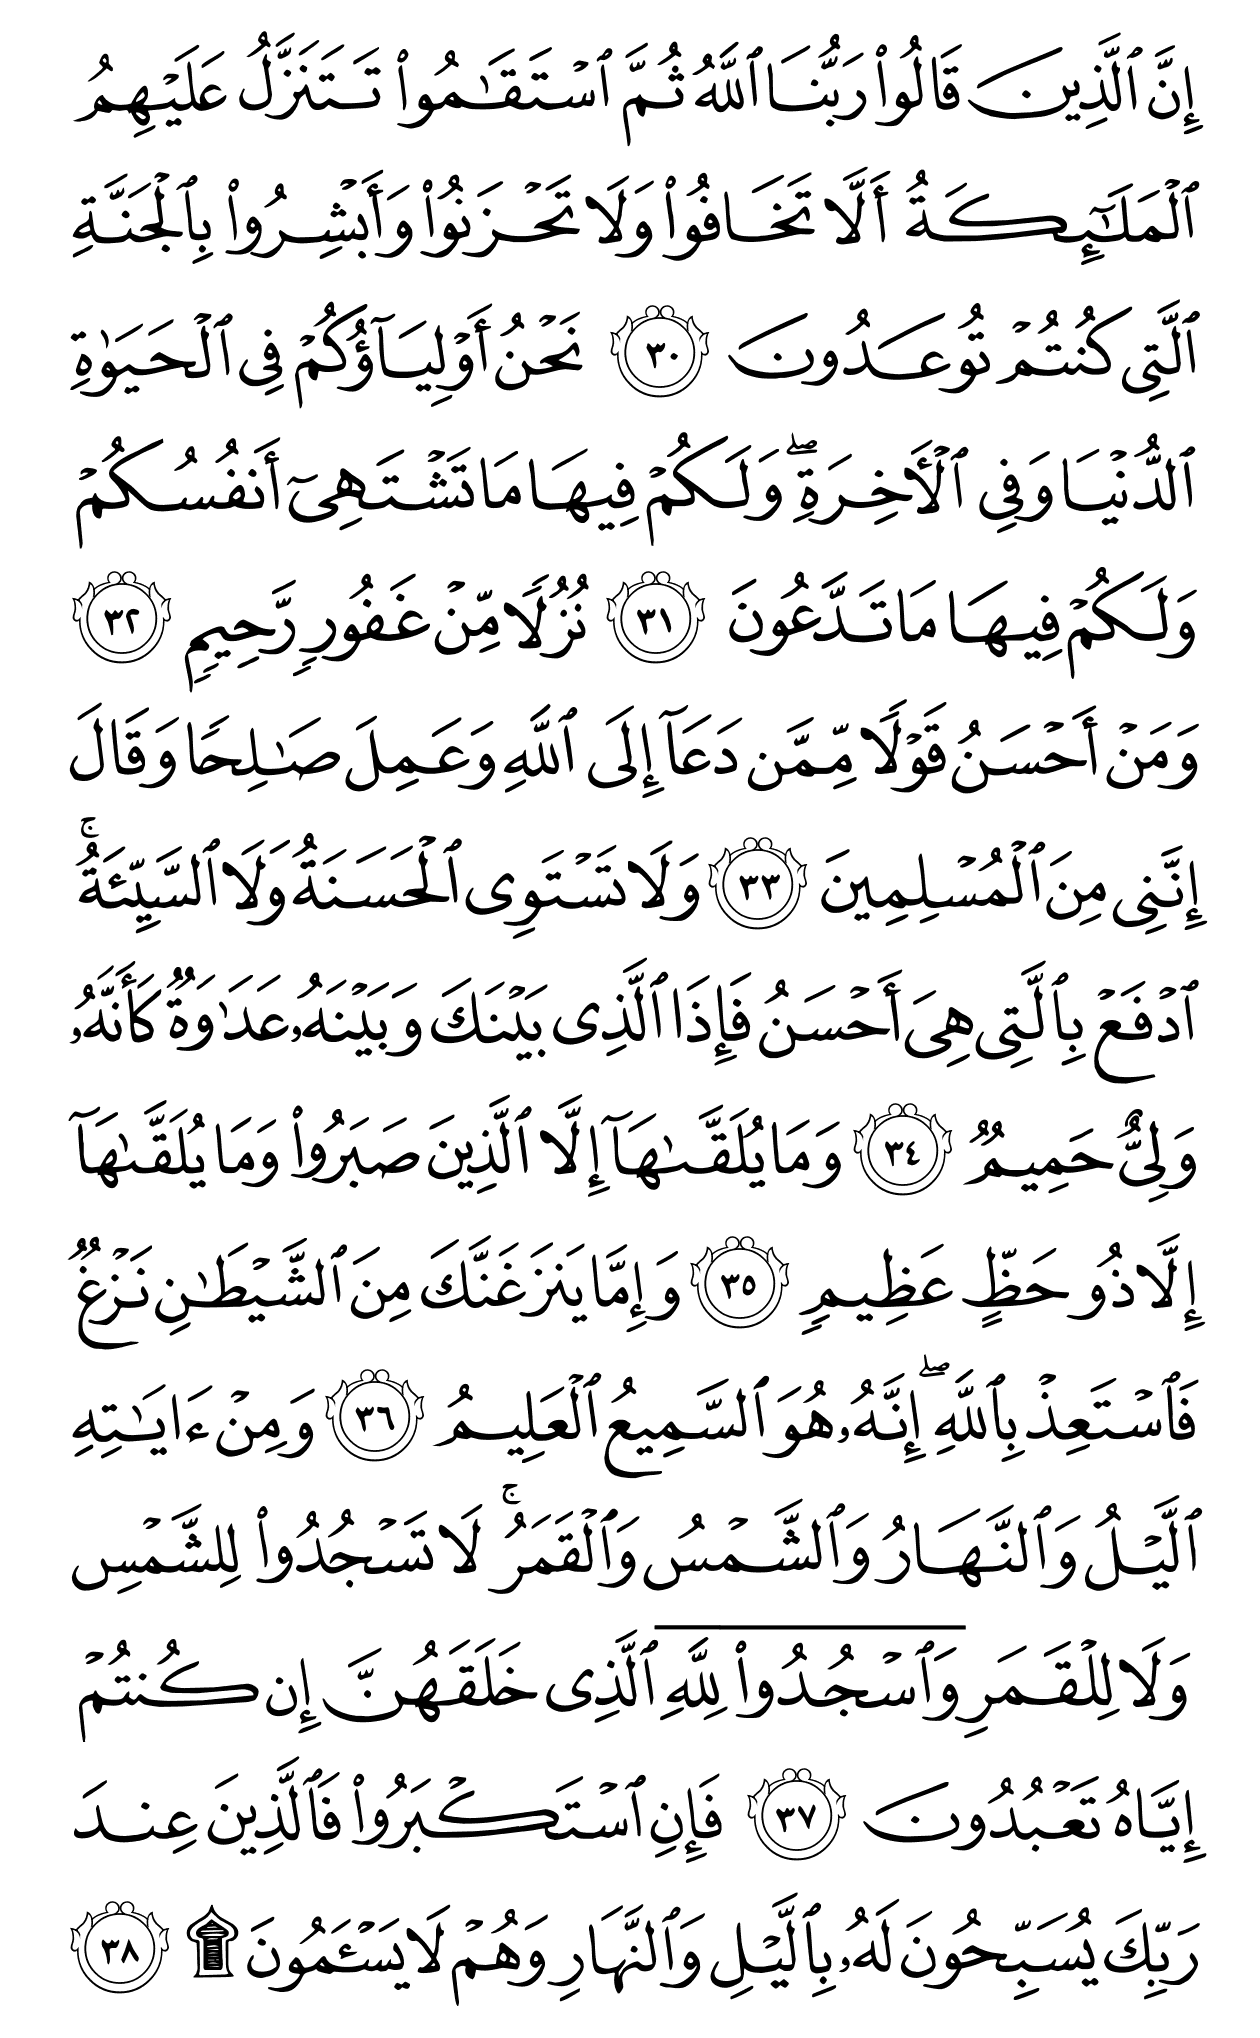 إِنَّ ٱلَّذِينَ قَالُوا۟ رَبُّنَا ٱللَّهُ ثُمَّ ٱسْتَقَـٰمُوا۟ تَتَنَزَّلُ عَلَيْهِمُ
ٱلْمَلَـٰٓئِكَةُ أَلَّا تَخَافُوا۟ وَلَا تَحْزَنُوا۟ وَأَبْشِرُوا۟ بِٱلْجَنَّةِ
ٱلَّتِى كُنتُمْ تُوعَدُونَ ٣٠ نَحْنُ أَوْلِيَآؤُكُمْ فِى ٱلْحَيَوٰةِ
ٱلدُّنْيَا وَفِى ٱلْـَٔاخِرَةِ ۖ وَلَكُمْ فِيهَا مَا تَشْتَهِىٓ أَنفُسُكُمْ
وَلَكُمْ فِيهَا مَا تَدَّعُونَ ٣١ نُزُلًا مِّنْ غَفُورٍ رَّحِيمٍ ٣٢
وَمَنْ أَحْسَنُ قَوْلًا مِّمَّن دَعَآ إِلَى ٱللَّهِ وَعَمِلَ صَـٰلِحًا وَقَالَ
إِنَّنِى مِنَ ٱلْمُسْلِمِينَ ٣٣ وَلَا تَسْتَوِى ٱلْحَسَنَةُ وَلَا ٱلسَّيِّئَةُ ۚ
ٱدْفَعْ بِٱلَّتِى هِىَ أَحْسَنُ فَإِذَا ٱلَّذِى بَيْنَكَ وَبَيْنَهُۥ عَدَٰوَةٌ كَأَنَّهُۥ
وَلِىٌّ حَمِيمٌ ٣٤ وَمَا يُلَقَّىٰهَآ إِلَّا ٱلَّذِينَ صَبَرُوا۟ وَمَا يُلَقَّىٰهَآ
إِلَّا ذُو حَظٍّ عَظِيمٍ ٣٥ وَإِمَّا يَنزَغَنَّكَ مِنَ ٱلشَّيْطَـٰنِ نَزْغٌ
فَٱسْتَعِذْ بِٱللَّهِ ۖ إِنَّهُۥ هُوَ ٱلسَّمِيعُ ٱلْعَلِيمُ ٣٦ وَمِنْ ءَايَـٰتِهِ
ٱلَّيْلُ وَٱلنَّهَارُ وَٱلشَّمْسُ وَٱلْقَمَرُ ۚ لَا تَسْجُدُوا۟ لِلشَّمْسِ
وَلَا لِلْقَمَرِ وَٱسْجُدُوا۟ لِلَّهِ ٱلَّذِى خَلَقَهُنَّ إِن كُنتُمْ
إِيَّاهُ تَعْبُدُونَ ٣٧ فَإِنِ ٱسْتَكْبَرُوا۟ فَٱلَّذِينَ عِندَ
رَبِّكَ يُسَبِّحُونَ لَهُۥ بِٱلَّيْلِ وَٱلنَّهَارِ وَهُمْ لَا يَسْـَٔمُونَ ۩ ٣٨